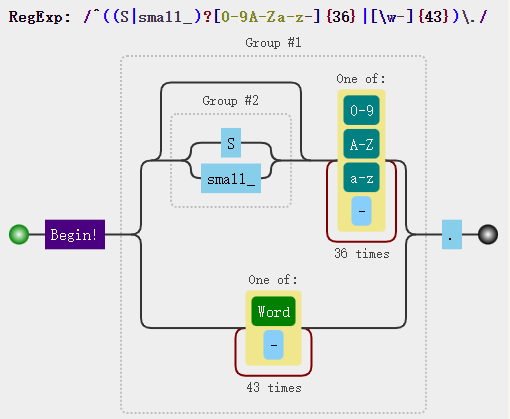 RegExp: /^((S|small_)?[0-9A-Za-z-]{36}|[\w-]{43})\./
Group #1
One of:
Group #2
0-9
S
A-Z
small_
a-z
-
Begin!
.
36 times
One of:
Word
-
43 times